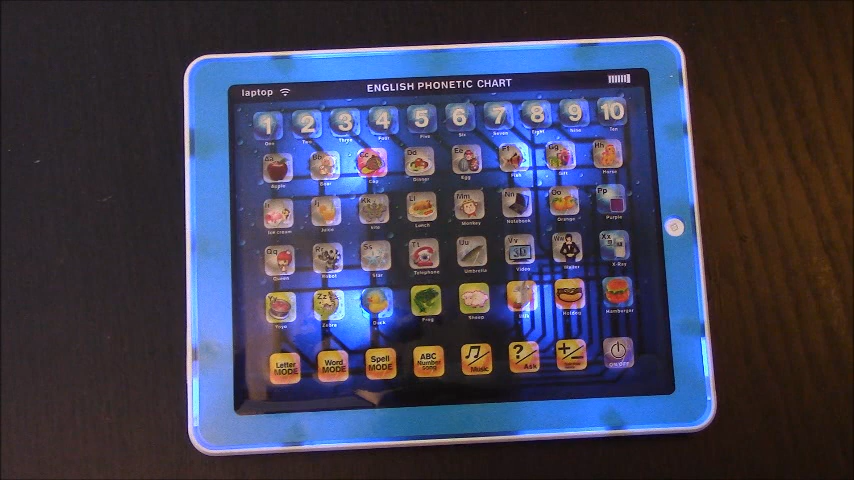 laptop
ENGLISH PHONETIC CHART
1 2 3 4 5 6 7 8 9 10
One Two Three Four Five Six Seven Eight Nine Ten
Aa Bb Cc Dd Ee Ff Gg Hh
Apple Bear Cap Dinner Egg Fish Gift Horse
Ii Jj Kk Ll Mm Nn Oo Pp
Ice cream Juice Kite Lunch Monkey Notebook Orange Purple
Qq Rr Ss Tt Uu Vv Ww Xx
3D
Queen Robot Star Telephone Umbrella Video Waiter X-Ray
Zz
Yoyo Zebra Duck Frog Sheep Milk Hotdog Hamburger
Letter MODE Word MODE Spell MODE ABC Number song Music ? Ask + −
ON/OFF